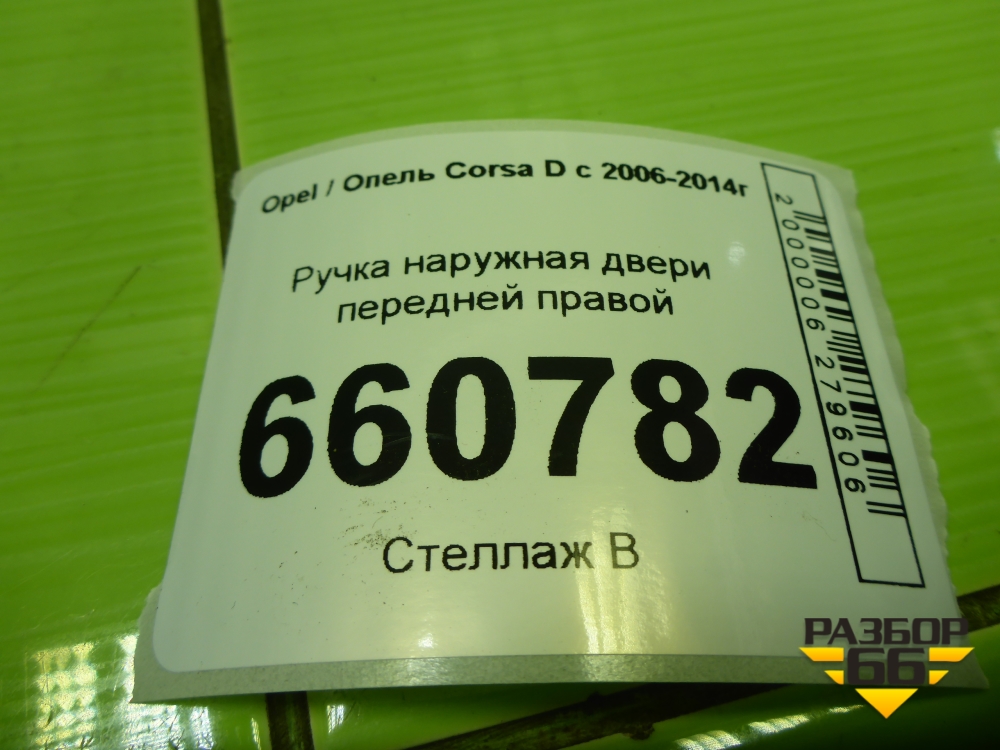 Opel / Опель Corsa D с 2006-2014г
Ручка наружная двери
передней правой
660782
Стеллаж В
2000006279606
РАЗБОР
66